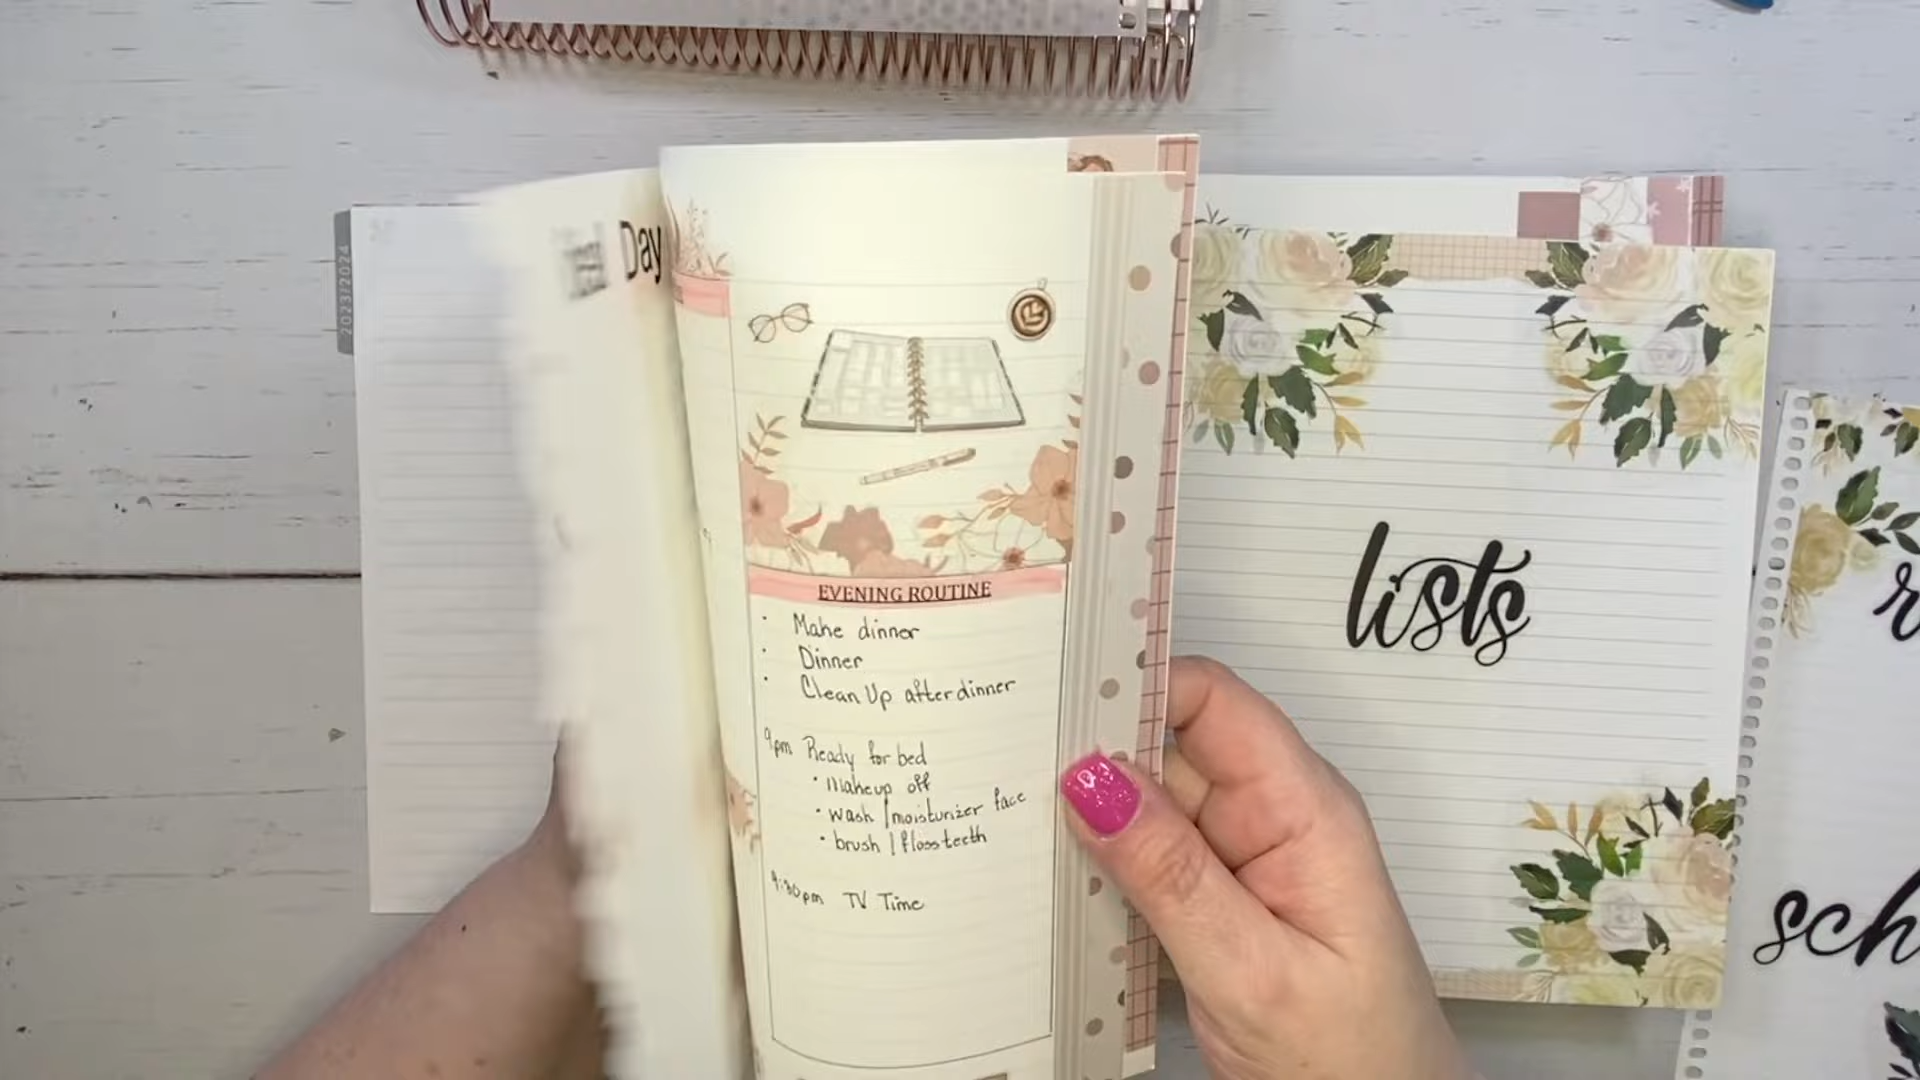 2023/2024
Day
EVENING ROUTINE
· Make dinner
· Dinner
· Clean Up after dinner
9pm Ready for bed
· Makeup off
· wash / moisturizer face
· brush / floss teeth
9:30pm TV Time
lists
r
sch